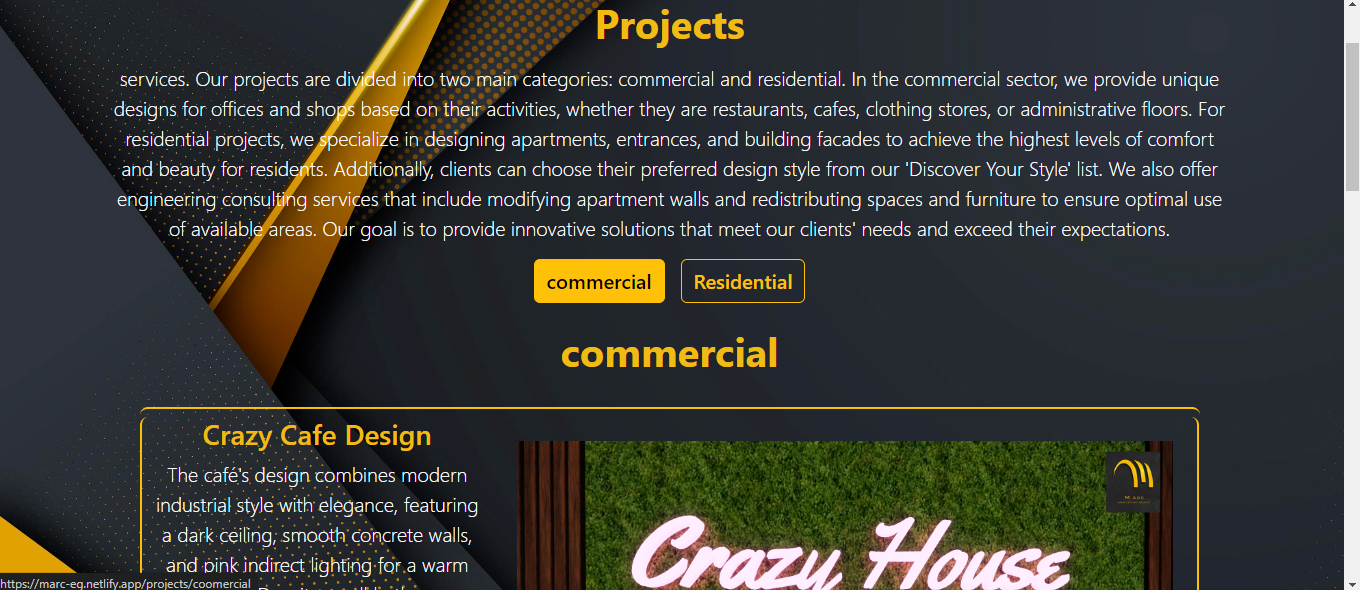 Projects
services. Our projects are divided into two main categories: commercial and residential. In the commercial sector, we provide unique
designs for offices and shops based on their activities, whether they are restaurants, cafes, clothing stores, or administrative floors. For
residential projects, we specialize in designing apartments, entrances, and building facades to achieve the highest levels of comfort
and beauty for residents. Additionally, clients can choose their preferred design style from our 'Discover Your Style' list. We also offer
engineering consulting services that include modifying apartment walls and redistributing spaces and furniture to ensure optimal use
of available areas. Our goal is to provide innovative solutions that meet our clients' needs and exceed their expectations.
commercial
Residential
commercial
Crazy Cafe Design
The café's design combines modern
industrial style with elegance, featuring
a dark ceiling, smooth concrete walls,
and pink indirect lighting for a warm
Crazy House
https://marc-eg.netlify.app/projects/coomercial